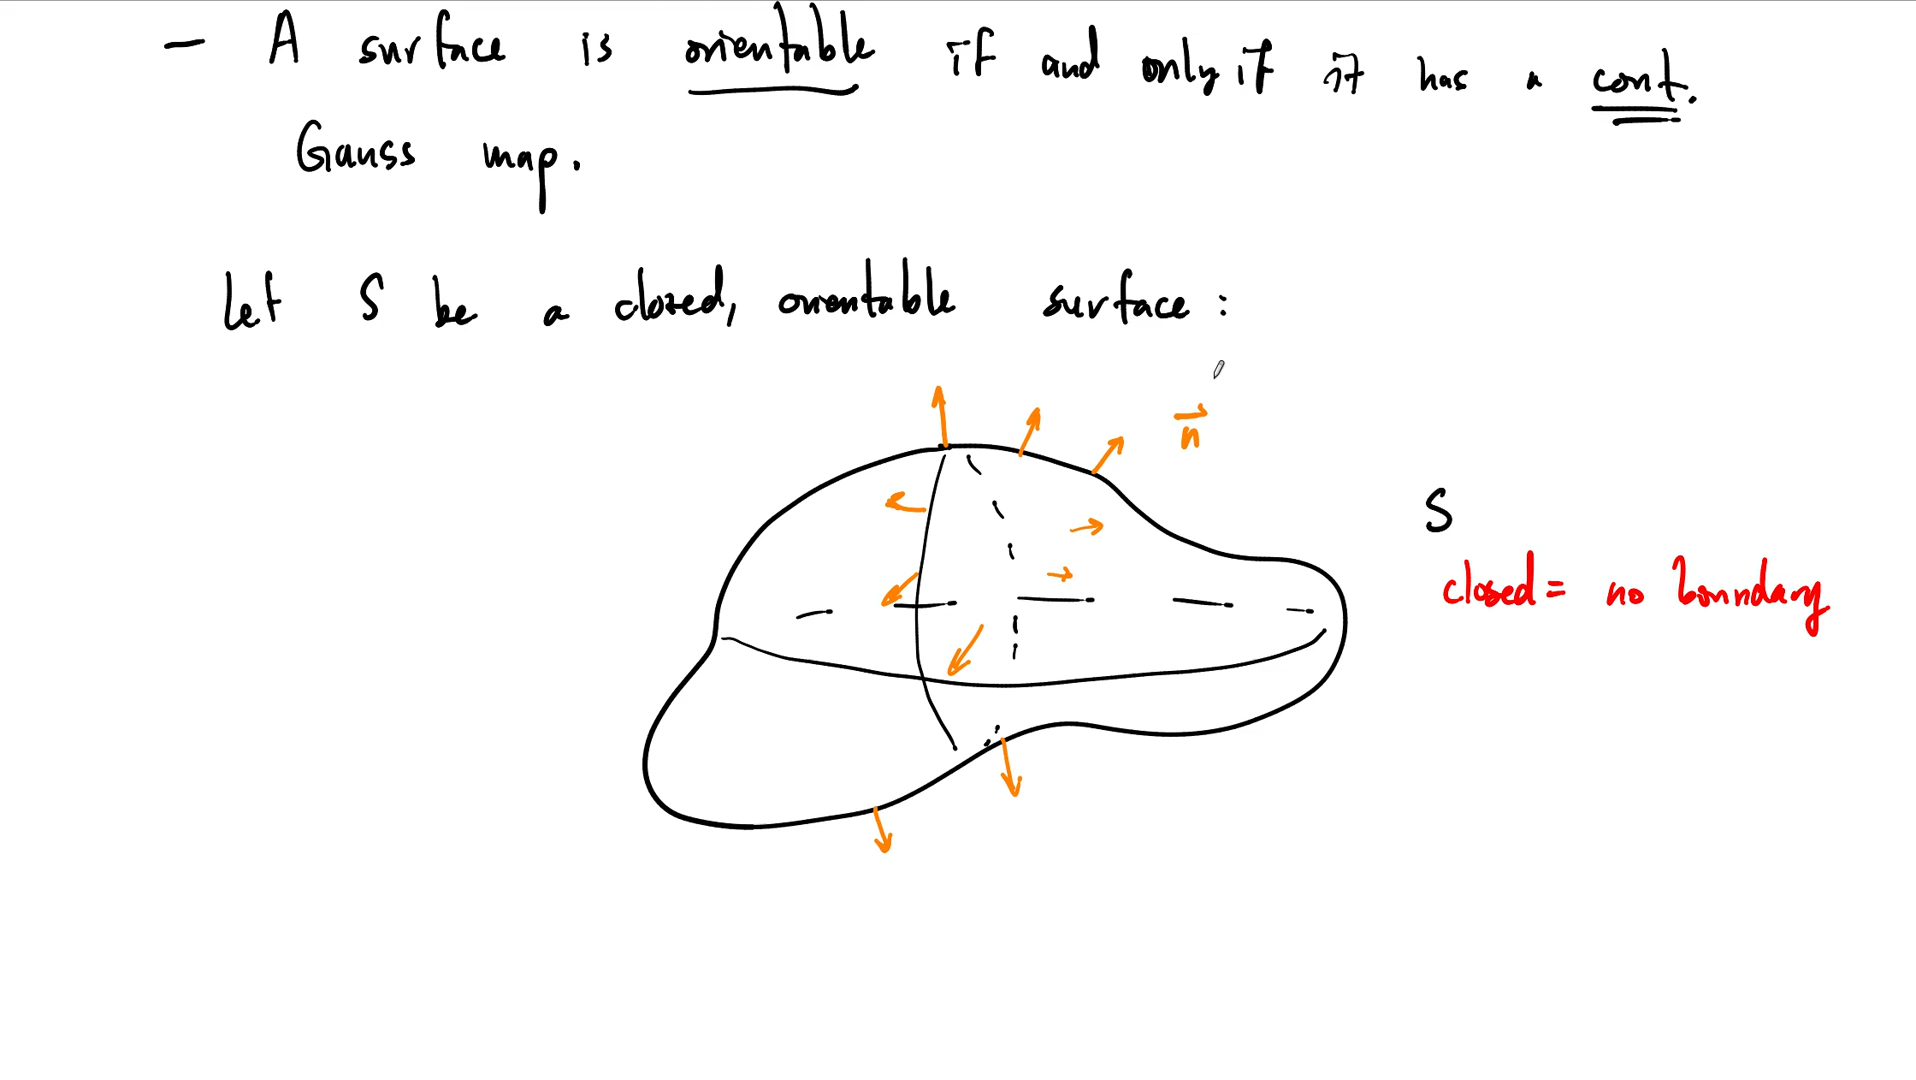 — A surface is orientable if and only if it has a cont.
Gauss map.
Let S be a closed, orientable surface:
n
S
closed = no boundary